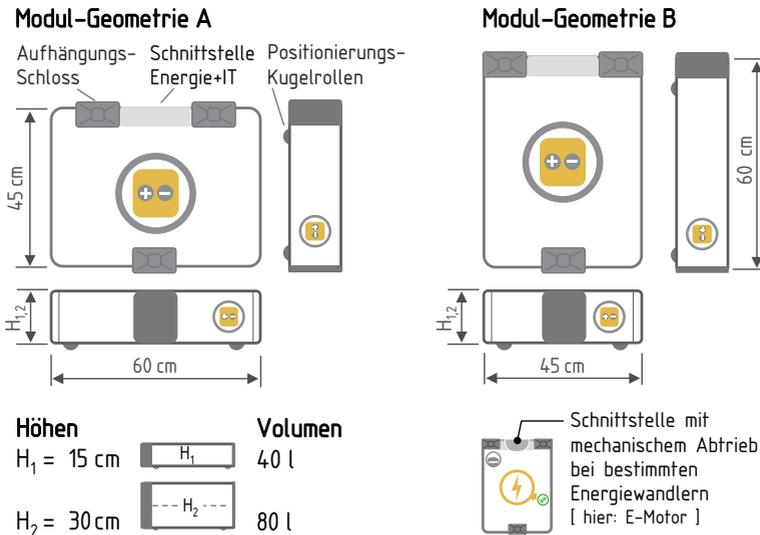 Modul-Geometrie A
Modul-Geometrie B
Aufhängungs-
Schloss
Schnittstelle
Energie+IT
Positionierungs-
Kugelrollen
45 cm
60 cm
H1,2
60 cm
H1,2
45 cm
Höhen
Volumen
H1 = 15 cm
H1
40 l
H2 = 30 cm
H2
80 l
Schnittstelle mit
mechanischem Abtrieb
bei bestimmten
Energiewandlern
[ hier: E-Motor ]